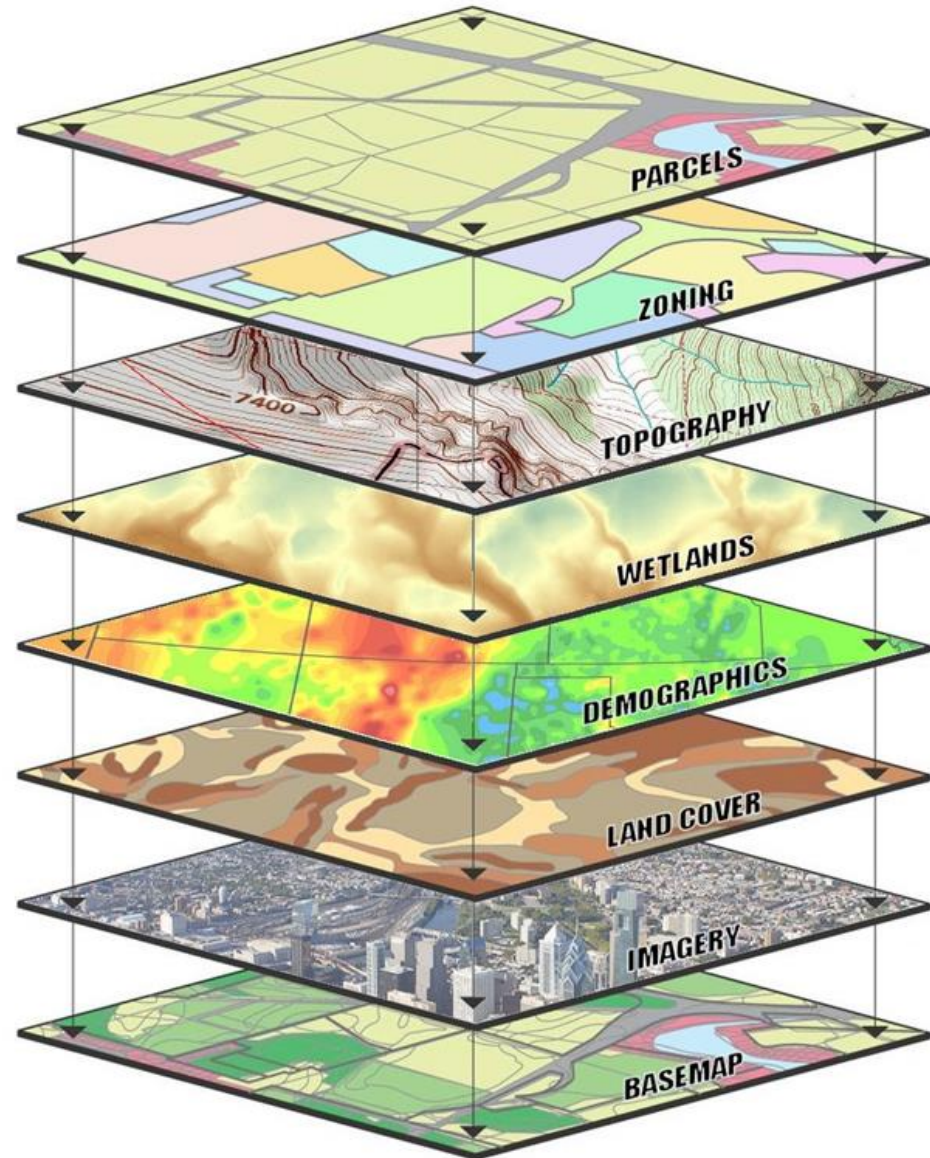 PARCELS
ZONING
7400
TOPOGRAPHY
WETLANDS
DEMOGRAPHICS
LAND COVER
IMAGERY
BASEMAP